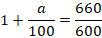 1 + a/100 = 660/600